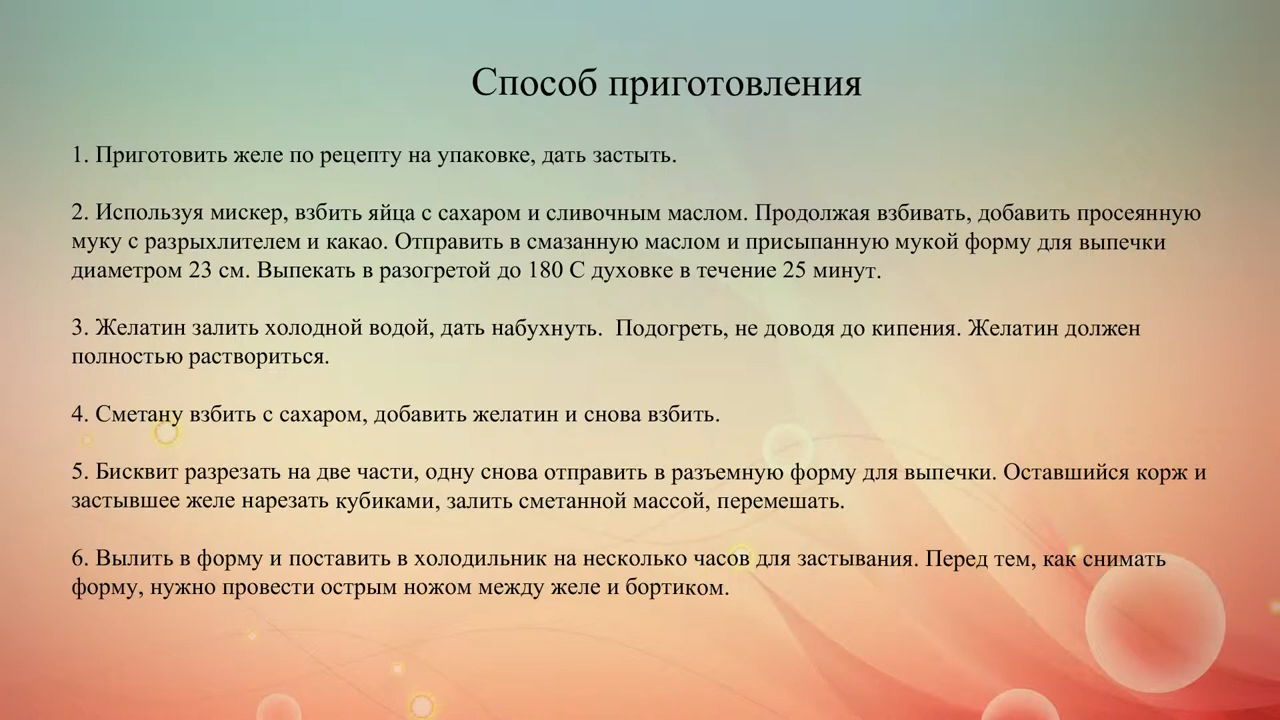 Способ приготовления
1. Приготовить желе по рецепту на упаковке, дать застыть.
2. Используя мискер, взбить яйца с сахаром и сливочным маслом. Продолжая взбивать, добавить просеянную
муку с разрыхлителем и какао. Отправить в смазанную маслом и присыпанную мукой форму для выпечки
диаметром 23 см. Выпекать в разогретой до 180 С духовке в течение 25 минут.
3. Желатин залить холодной водой, дать набухнуть.  Подогреть, не доводя до кипения. Желатин должен
полностью раствориться.
4. Сметану взбить с сахаром, добавить желатин и снова взбить.
5. Бисквит разрезать на две части, одну снова отправить в разъемную форму для выпечки. Оставшийся корж и
застывшее желе нарезать кубиками, залить сметанной массой, перемешать.
6. Вылить в форму и поставить в холодильник на несколько часов для застывания. Перед тем, как снимать
форму, нужно провести острым ножом между желе и бортиком.